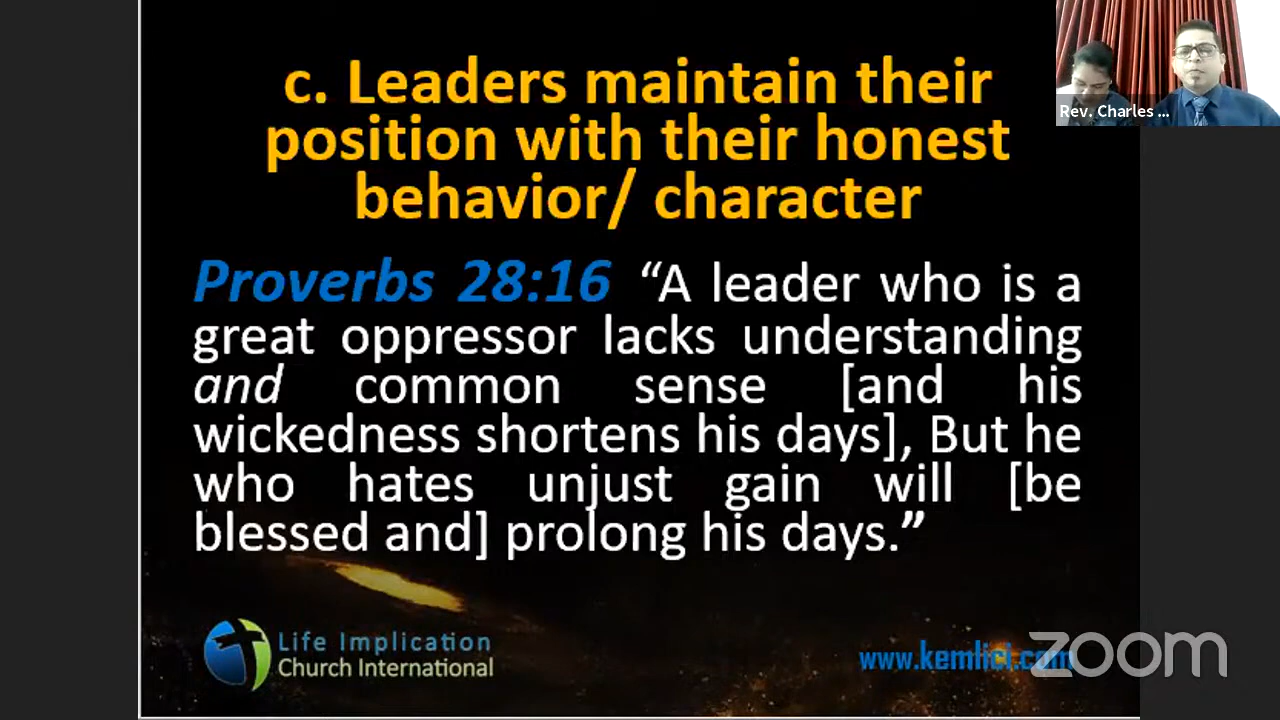 c. Leaders maintain their
position with their honest
behavior/ character
Rev. Charles ...
Proverbs 28:16 “A leader who is a
great oppressor lacks understanding
and common sense [and his
wickedness shortens his days], But he
who hates unjust gain will [be
blessed and] prolong his days.”
Life Implication
Church International
www.kemlici.com
zoom